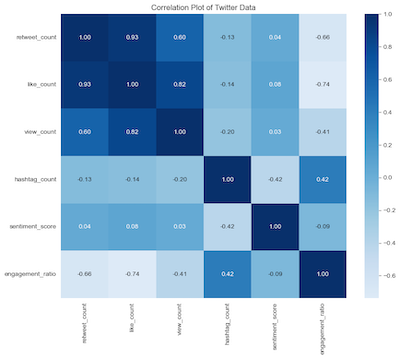 Correlation Plot of Twitter Data
retweet_count 1.00 0.93 0.60 -0.13 0.04 -0.66
like_count 0.93 1.00 0.82 -0.14 0.08 -0.74
view_count 0.60 0.82 1.00 -0.20 0.03 -0.41
hashtag_count -0.13 -0.14 -0.20 1.00 -0.42 0.42
sentiment_score 0.04 0.08 0.03 -0.42 1.00 -0.09
engagement_ratio -0.66 -0.74 -0.41 0.42 -0.09 1.00
retweet_count
like_count
view_count
hashtag_count
sentiment_score
engagement_ratio
1.0
0.8
0.6
0.4
0.2
0.0
-0.2
-0.4
-0.6